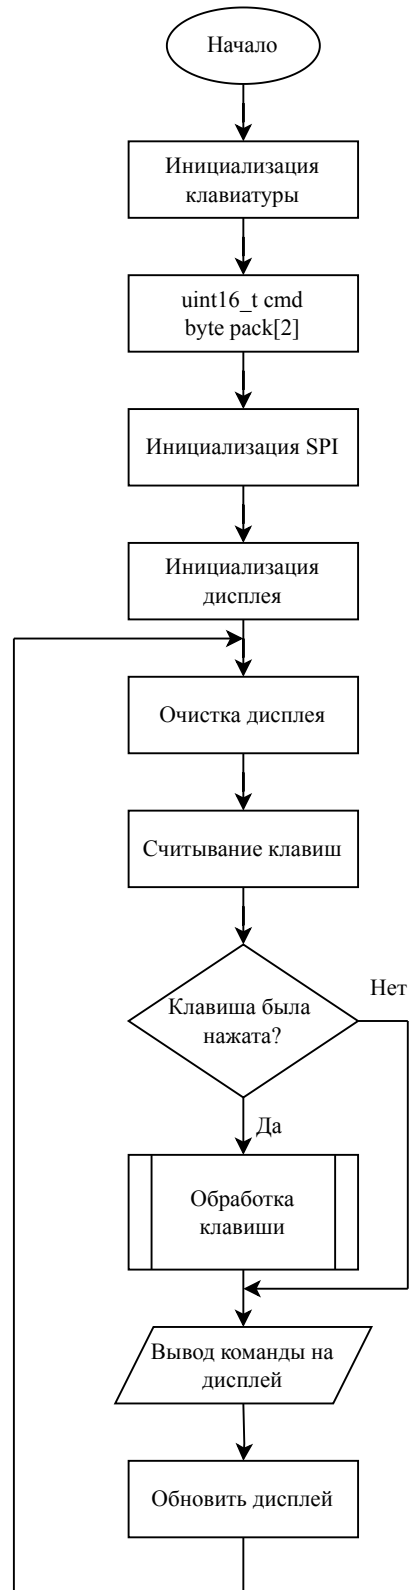 Начало
Инициализация
клавиатуры
uint16_t cmd
byte pack[2]
Инициализация SPI
Инициализация
дисплея
Очистка дисплея
Считывание клавиш
Нет
Клавиша была
нажата?
Да
Обработка
клавиши
Вывод команды на
дисплей
Обновить дисплей